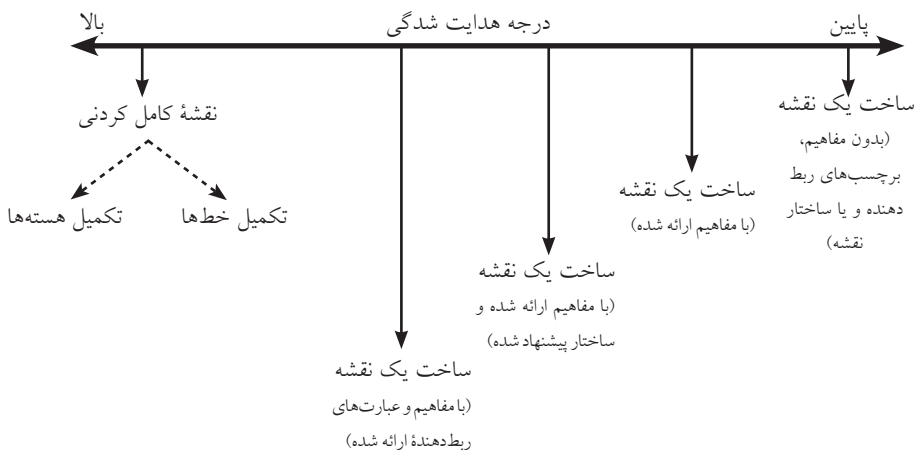 پایین
درجه هدایت شدگی
بالا
ساخت یک نقشه
(بدون مفاهیم،
برچسب‌های ربط
دهنده و یا ساختار
نقشه)
ساخت یک نقشه
(با مفاهیم ارائه شده)
ساخت یک نقشه
(با مفاهیم ارائه شده و
ساختار پیشنهاد شده)
ساخت یک نقشه
(با مفاهیم و عبارت‌های
ربط‌دهندهٔ ارائه شده)
نقشهٔ کامل کردنی
تکمیل خط‌ها
تکمیل هسته‌ها